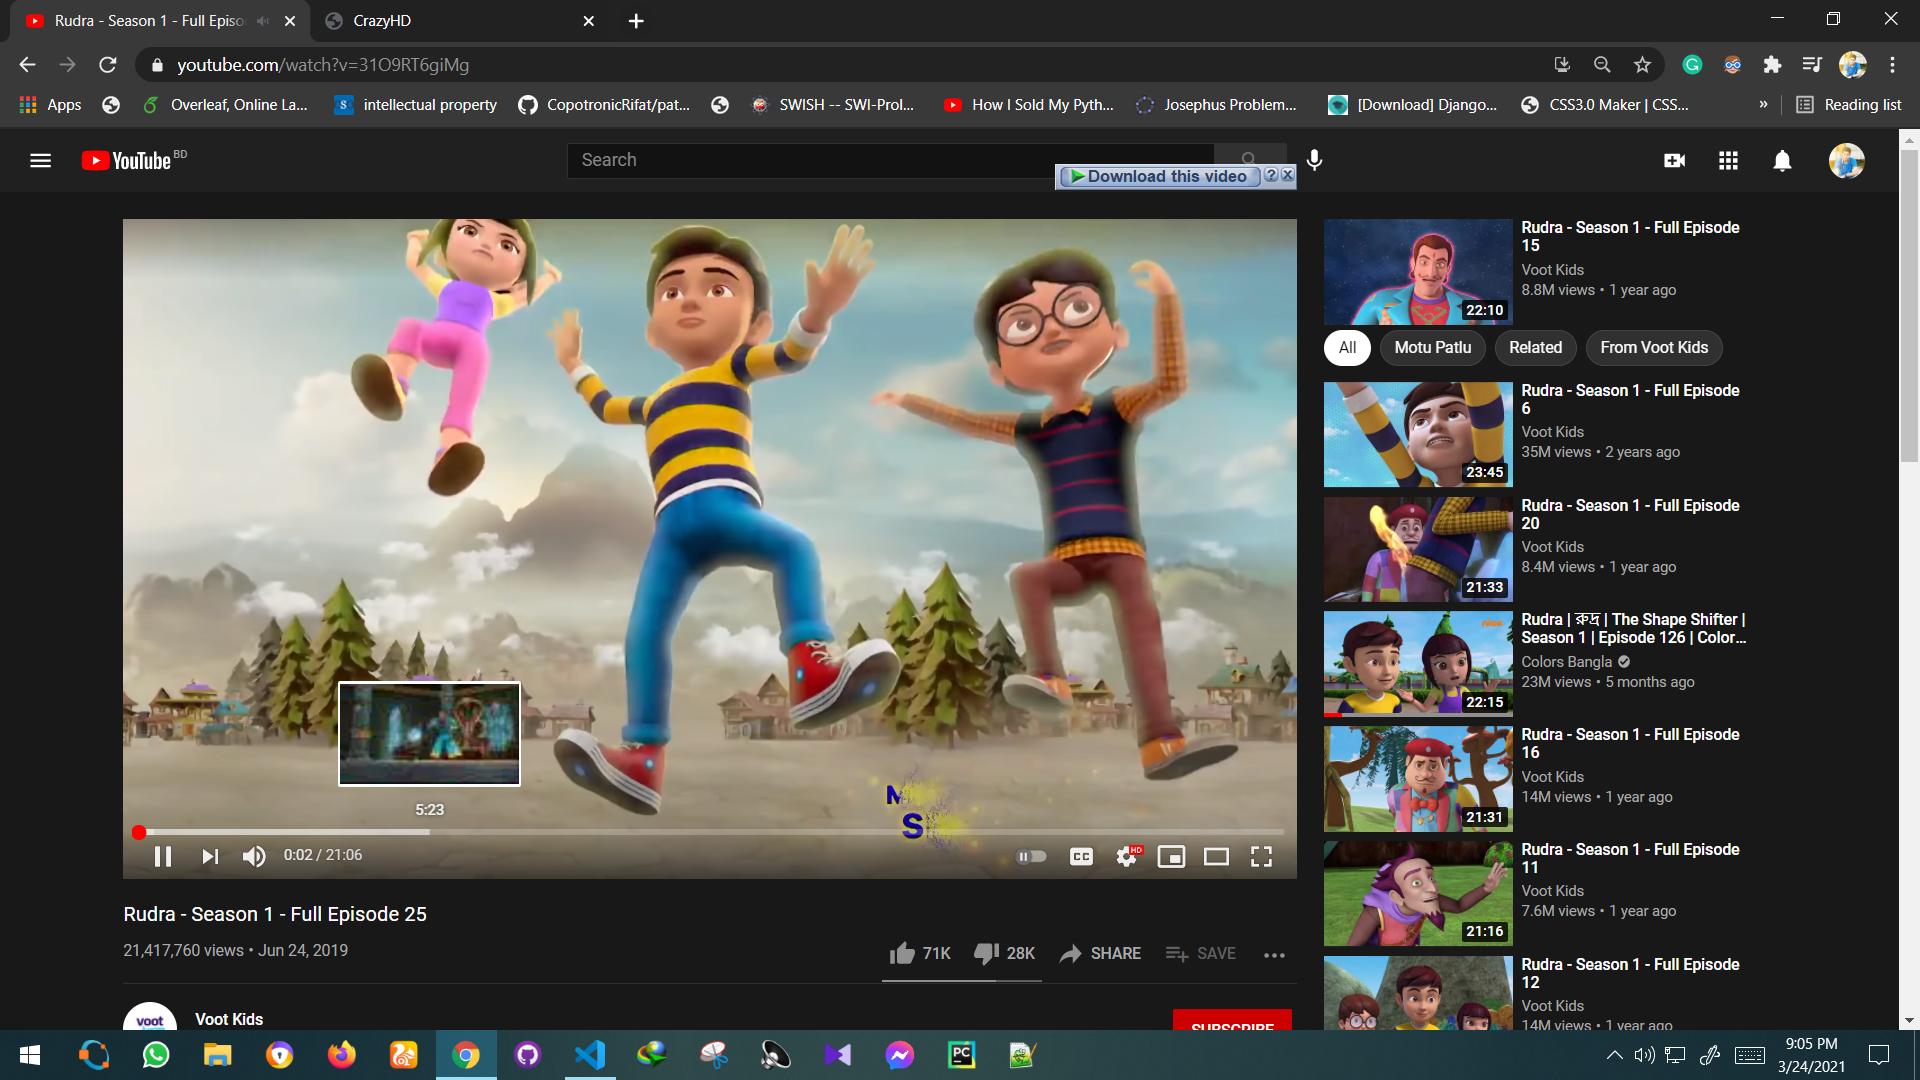 Rudra - Season 1 - Full Episo
CrazyHD
youtube.com/watch?v=31O9RT6giMg
Apps
Overleaf, Online La...
intellectual property
CopotronicRifat/pat...
SWISH -- SWI-Prol...
How I Sold My Pyth...
Josephus Problem...
[Download] Django...
CSS3.0 Maker | CSS...
»
Reading list
YouTube BD
Search
Download this video
Rudra - Season 1 - Full Episode
15
Voot Kids
8.8M views • 1 year ago
22:10
All
Motu Patlu
Related
From Voot Kids
Rudra - Season 1 - Full Episode
6
Voot Kids
35M views • 2 years ago
23:45
Rudra - Season 1 - Full Episode
20
Voot Kids
8.4M views • 1 year ago
21:33
Rudra | রুদ্র | The Shape Shifter |
Season 1 | Episode 126 | Color...
Colors Bangla
23M views • 5 months ago
22:15
Rudra - Season 1 - Full Episode
16
Voot Kids
14M views • 1 year ago
21:31
Rudra - Season 1 - Full Episode
11
Voot Kids
7.6M views • 1 year ago
21:16
Rudra - Season 1 - Full Episode
12
Voot Kids
14M views • 1 year ago
M
S
5:23
0:02 / 21:06
CC
HD
Rudra - Season 1 - Full Episode 25
21,417,760 views • Jun 24, 2019
71K
28K
SHARE
SAVE
voot
Voot Kids
SUBSCRIBE
PC
9:05 PM
3/24/2021